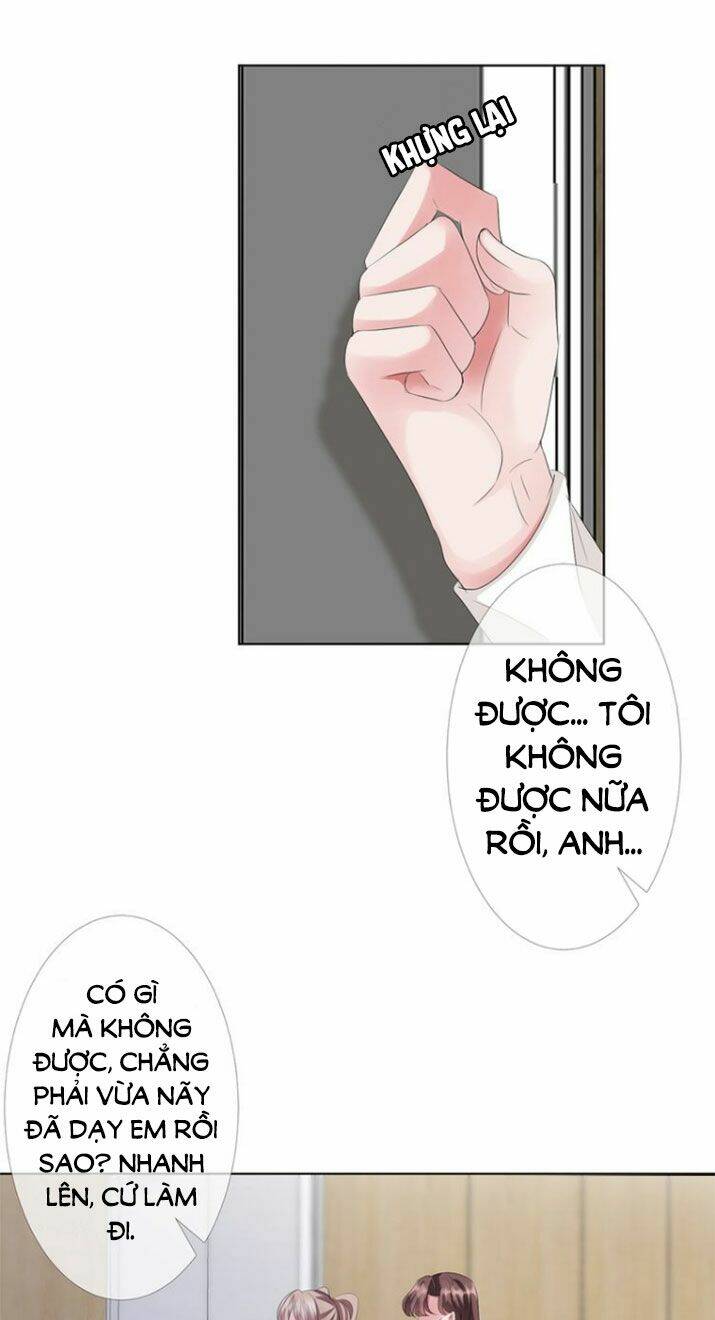 KHỰNG LẠI
KHÔNG
ĐƯỢC... TÔI
KHÔNG
ĐƯỢC NỮA
RỒI, ANH...
CÓ GÌ
MÀ KHÔNG
ĐƯỢC, CHẲNG
PHẢI VỪA NÃY
ĐÃ DẠY EM RỒI
SAO? NHANH
LÊN, CỨ LÀM
ĐI.